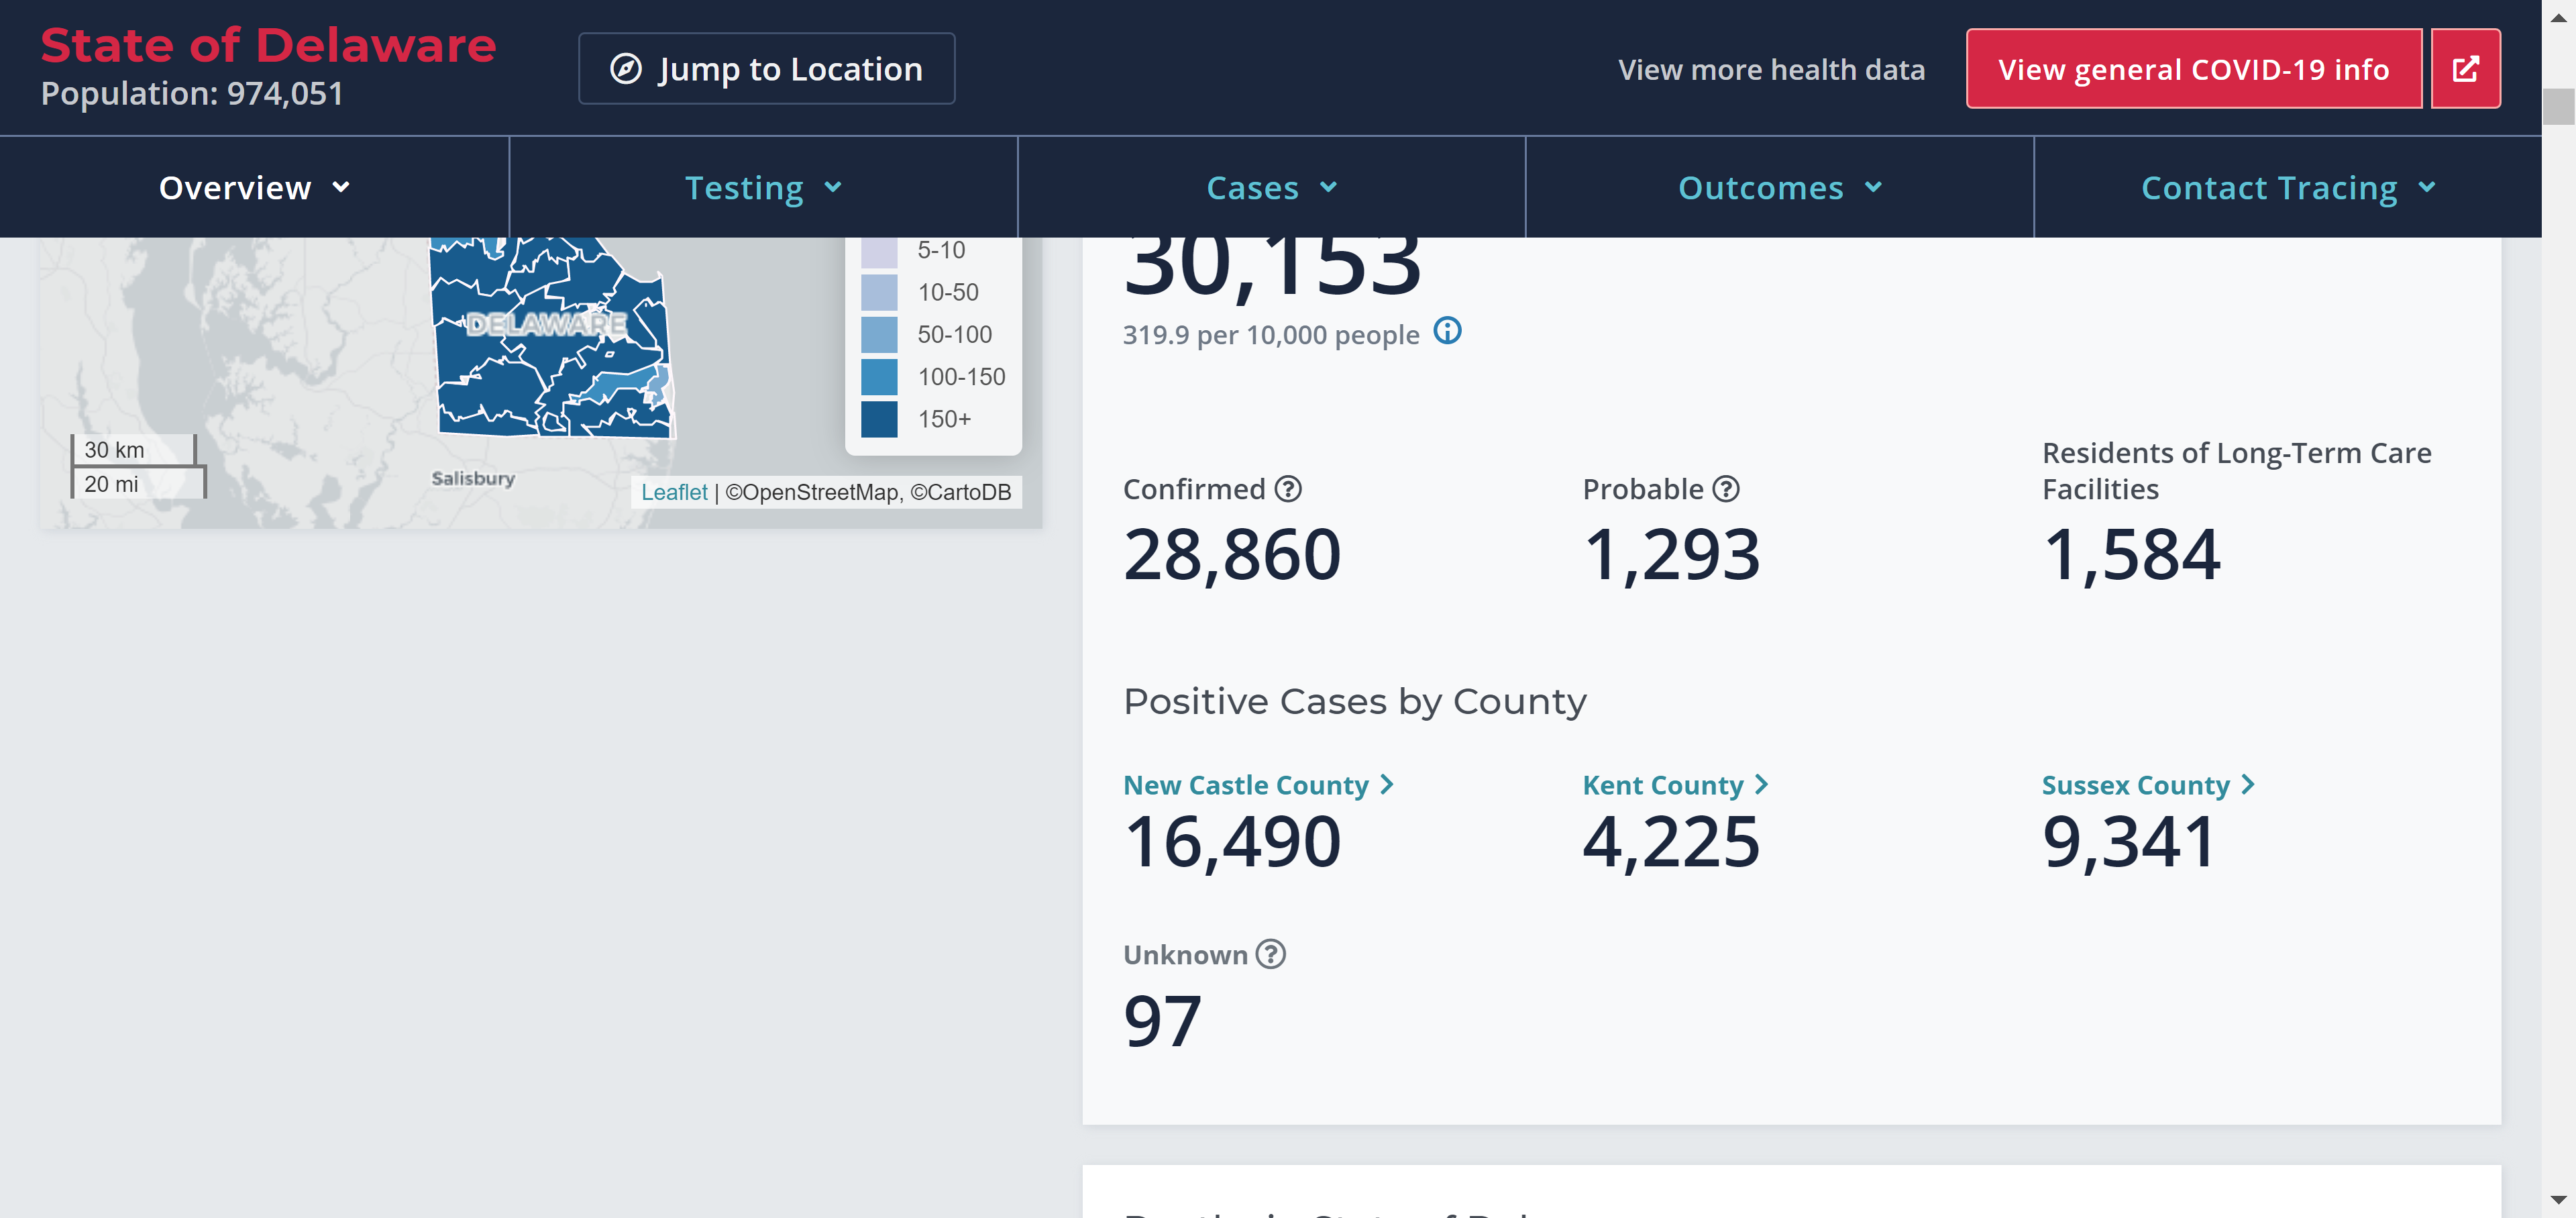 State of Delaware
Population: 974,051
Jump to Location
View more health data
View general COVID-19 info
Overview
Testing
Cases
Outcomes
Contact Tracing
5-10
10-50
50-100
100-150
150+
DELAWARE
Salisbury
30 km
20 mi
Leaflet | ©OpenStreetMap, ©CartoDB
30,153
319.9 per 10,000 people
Confirmed
28,860
Probable
1,293
Residents of Long-Term Care
Facilities
1,584
Positive Cases by County
New Castle County
16,490
Kent County
4,225
Sussex County
9,341
Unknown
97